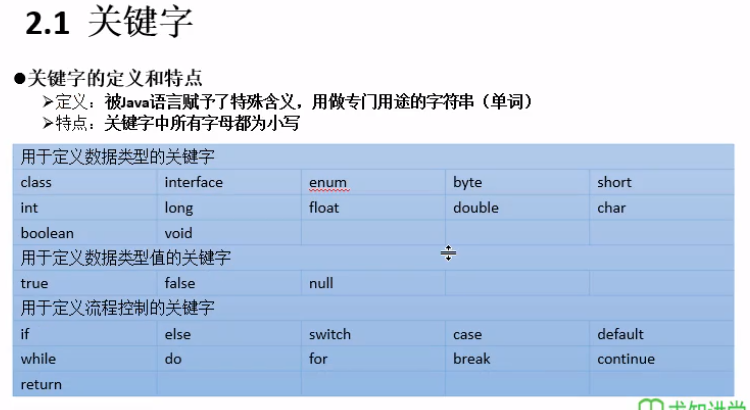 2.1 关键字
●关键字的定义和特点
➢定义：被Java语言赋予了特殊含义，用做专门用途的字符串（单词）
➢特点：关键字中所有字母都为小写
用于定义数据类型的关键字
class interface enum byte short
int long float double char
boolean void
用于定义数据类型值的关键字
true false null
用于定义流程控制的关键字
if else switch case default
while do for break continue
return